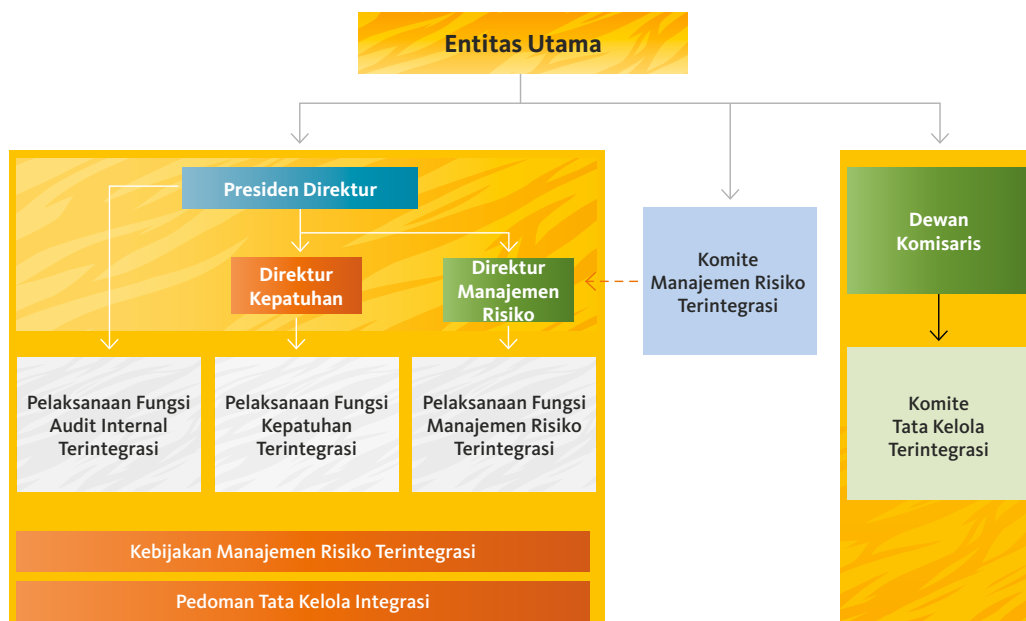 Entitas Utama
Presiden Direktur
Direktur
Kepatuhan
Direktur
Manajemen
Risiko
Komite
Manajemen Risiko
Terintegrasi
Dewan
Komisaris
Pelaksanaan Fungsi
Audit Internal
Terintegrasi
Pelaksanaan Fungsi
Kepatuhan
Terintegrasi
Pelaksanaan Fungsi
Manajemen Risiko
Terintegrasi
Komite
Tata Kelola
Terintegrasi
Kebijakan Manajemen Risiko Terintegrasi
Pedoman Tata Kelola Integrasi